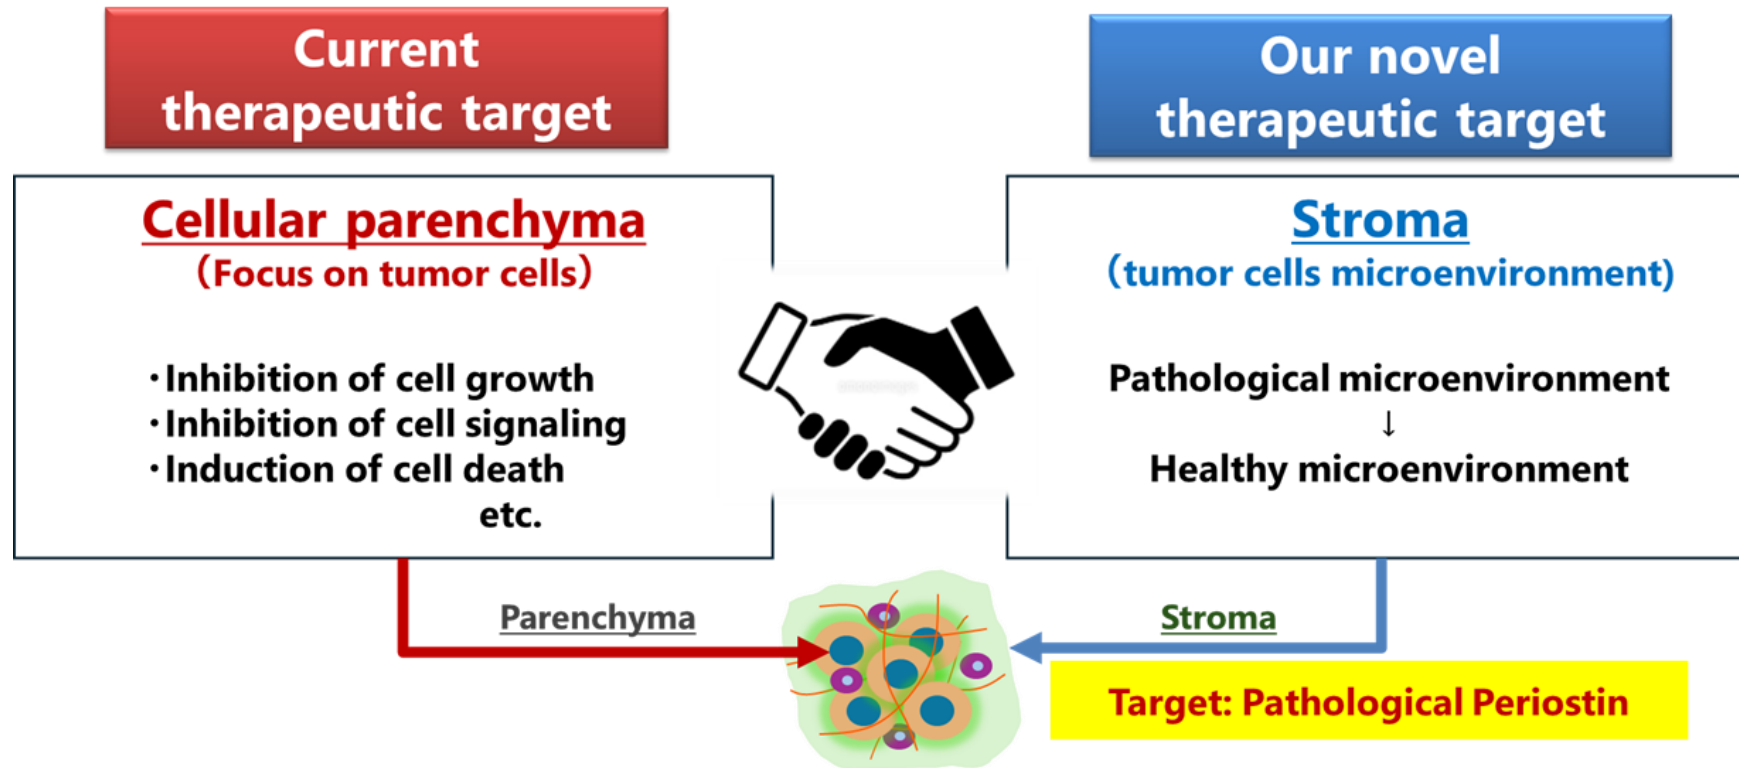 Current
therapeutic target
Our novel
therapeutic target
Cellular parenchyma
（Focus on tumor cells）
・Inhibition of cell growth
・Inhibition of cell signaling
・Induction of cell death
etc.
Stroma
（tumor cells microenvironment)
Pathological microenvironment
↓
Healthy microenvironment
Parenchyma
Stroma
Target: Pathological Periostin